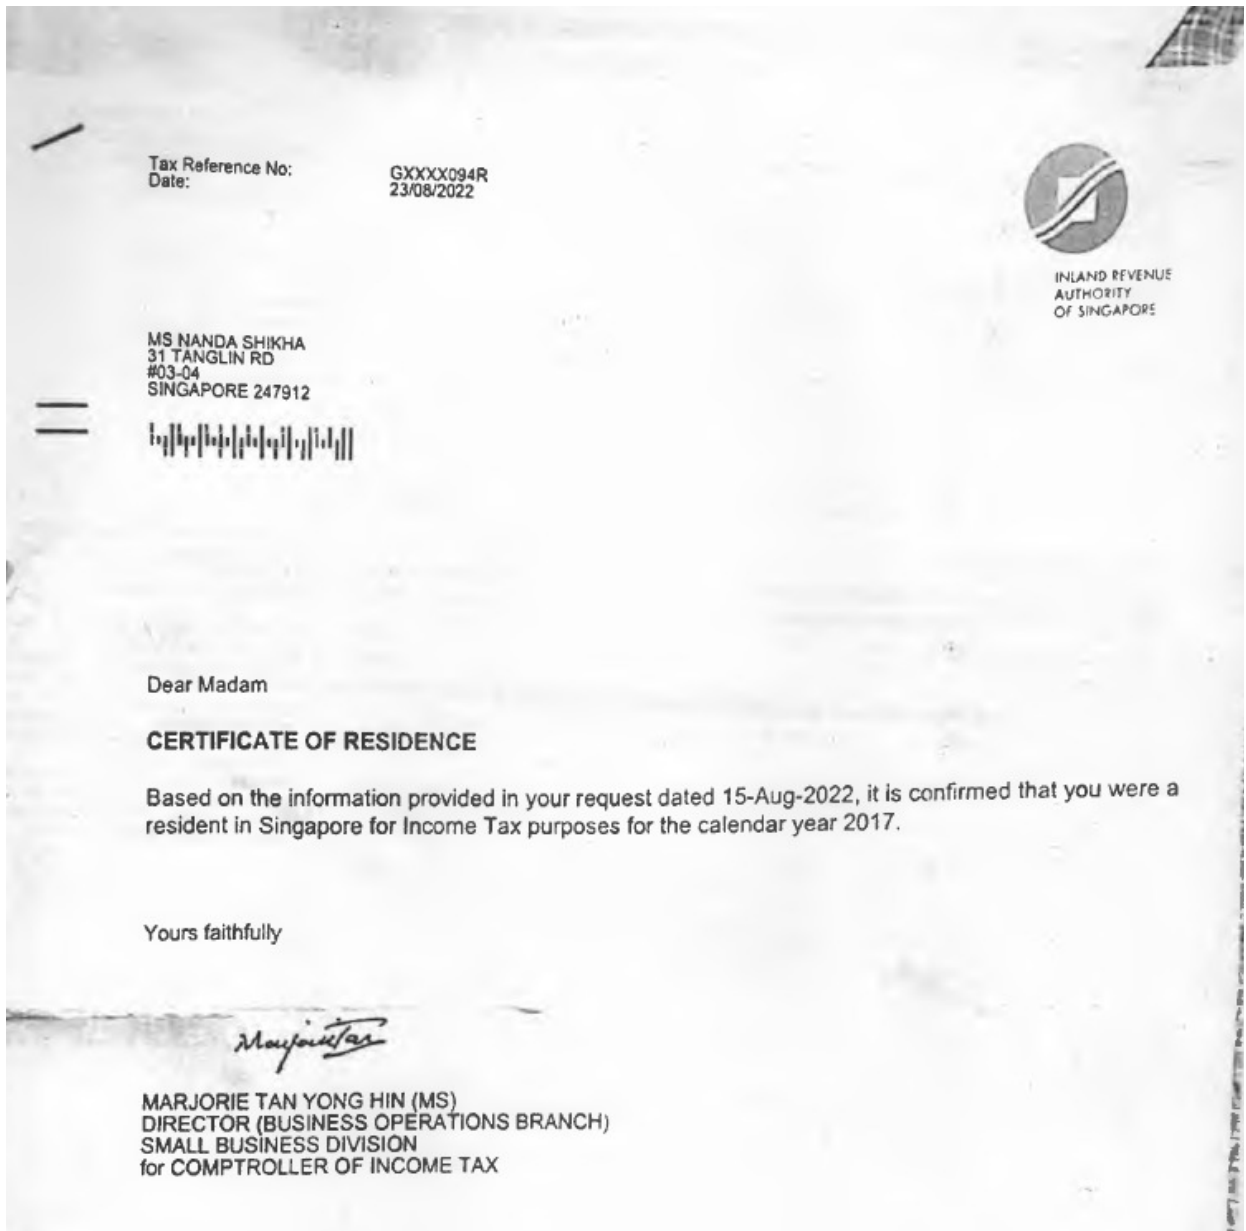 Tax Reference No: GXXXX094R
Date: 23/08/2022
INLAND REVENUE
AUTHORITY
OF SINGAPORE
MS NANDA SHIKHA
31 TANGLIN RD
#03-04
SINGAPORE 247912
Dear Madam
CERTIFICATE OF RESIDENCE
Based on the information provided in your request dated 15-Aug-2022, it is confirmed that you were a
resident in Singapore for Income Tax purposes for the calendar year 2017.
Yours faithfully
MARJORIE TAN YONG HIN (MS)
DIRECTOR (BUSINESS OPERATIONS BRANCH)
SMALL BUSINESS DIVISION
for COMPTROLLER OF INCOME TAX